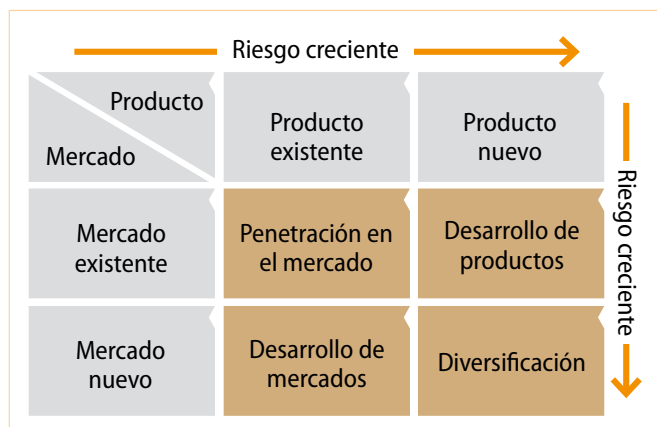 Riesgo creciente
Producto
Mercado
Producto
existente
Producto
nuevo
Riesgo creciente
Mercado
existente
Penetración en
el mercado
Desarrollo de
productos
Mercado
nuevo
Desarrollo de
mercados
Diversificación